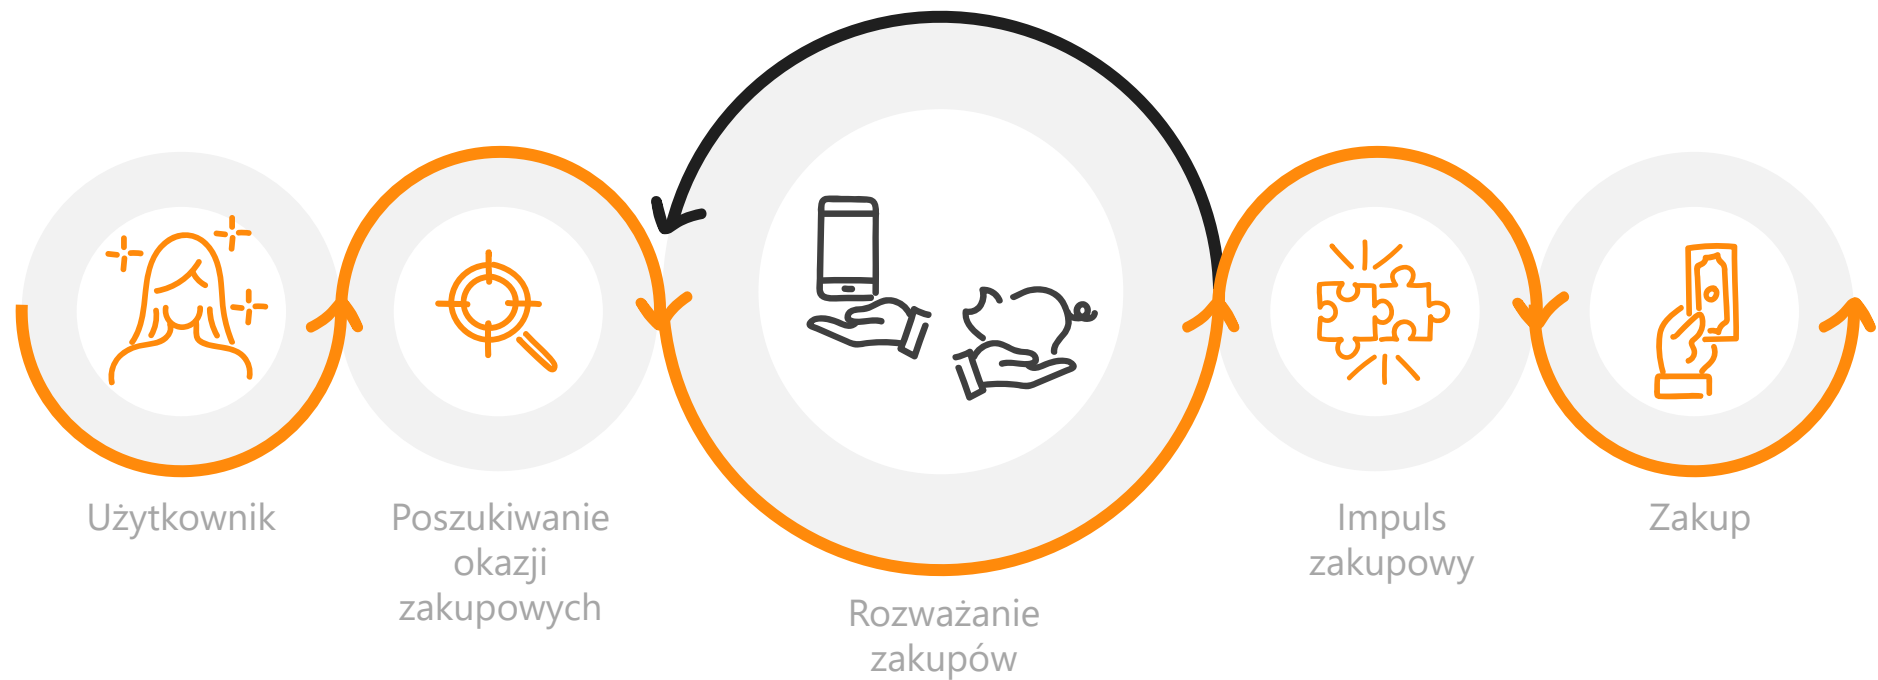 Użytkownik
Poszukiwanie
okazji
zakupowych
Rozważanie
zakupów
Impuls
zakupowy
Zakup